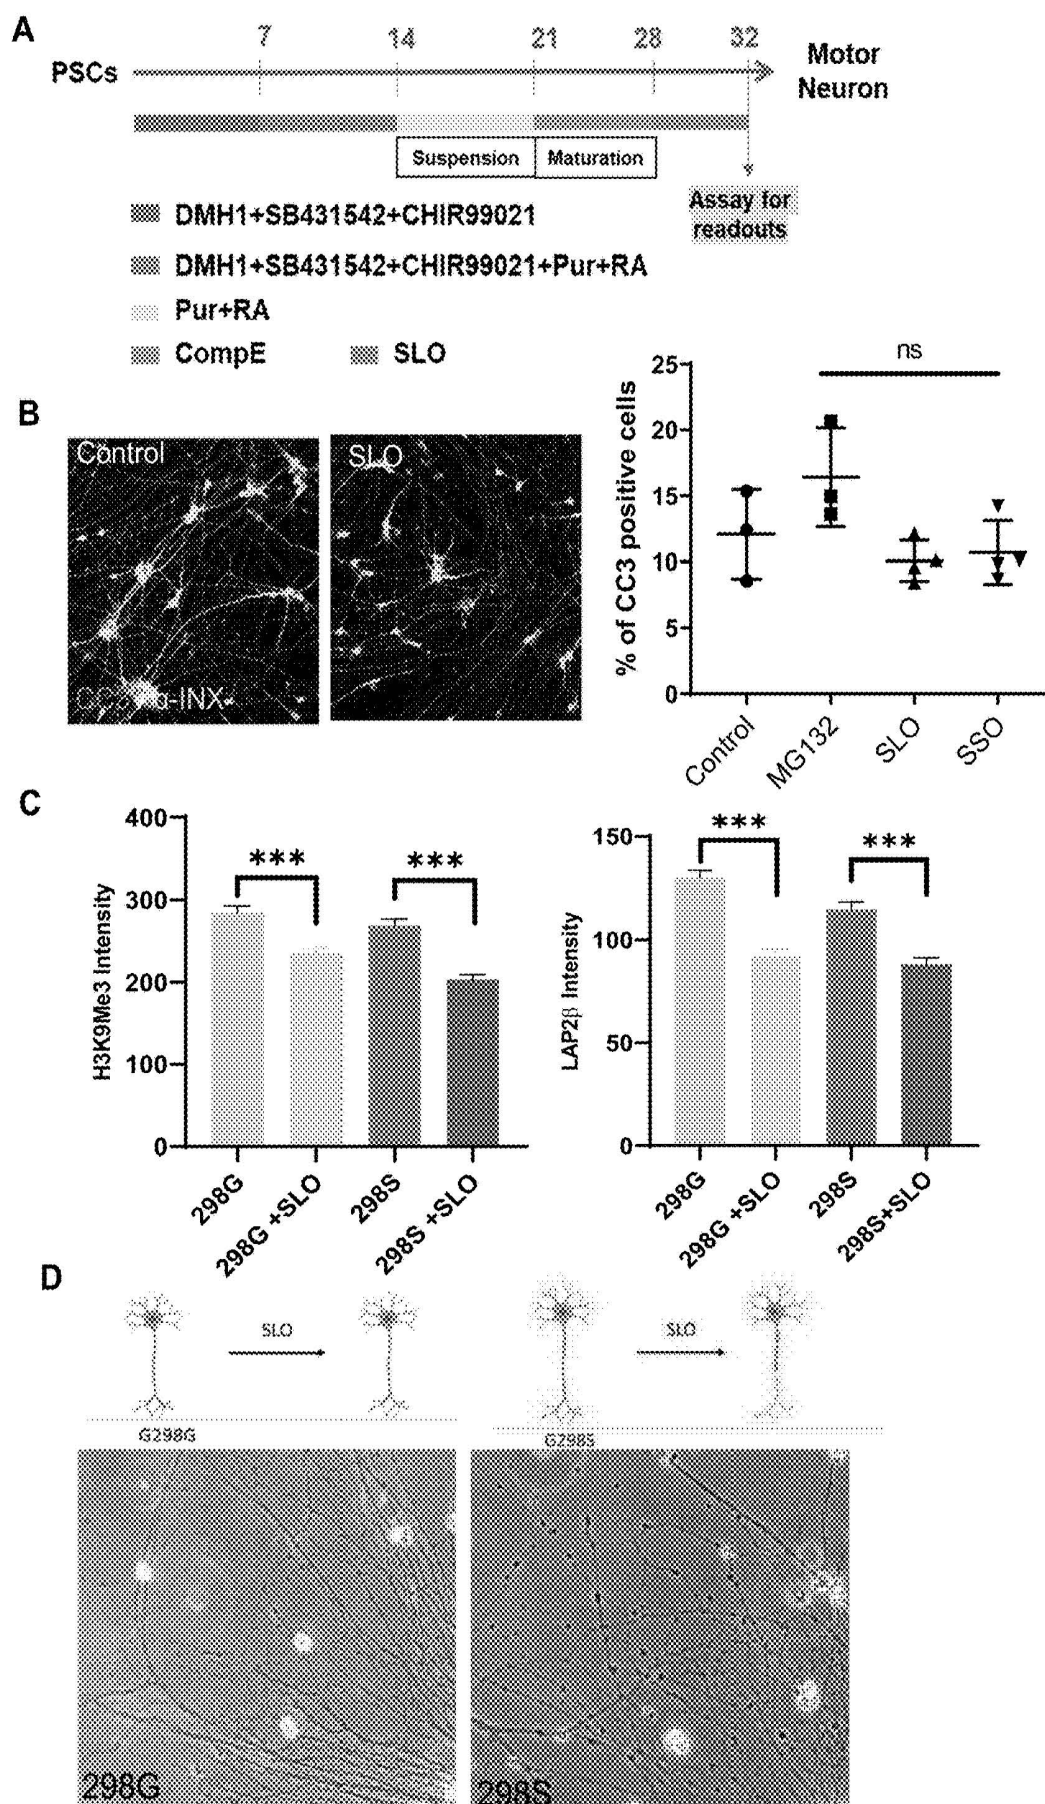 A
7 14 21 28 32
PSCs
Motor
Neuron
Suspension Maturation
Assay for
readouts
DMH1+SB431542+CHIR99021
DMH1+SB431542+CHIR99021+Pur+RA
Pur+RA
CompE SLO
B
Control
α-INX
SLO
ns
% of CC3 positive cells
25
20
15
10
5
0
Control
MG132
SLO
SSO
C
H3K9Me3 Intensity
400
300
200
100
0
***
***
298G
298G +SLO
298S
298S +SLO
LAP2β Intensity
150
100
50
0
***
***
298G
298G +SLO
298S
298S+SLO
D
SLO
G298G
SLO
G298S
298G
298S